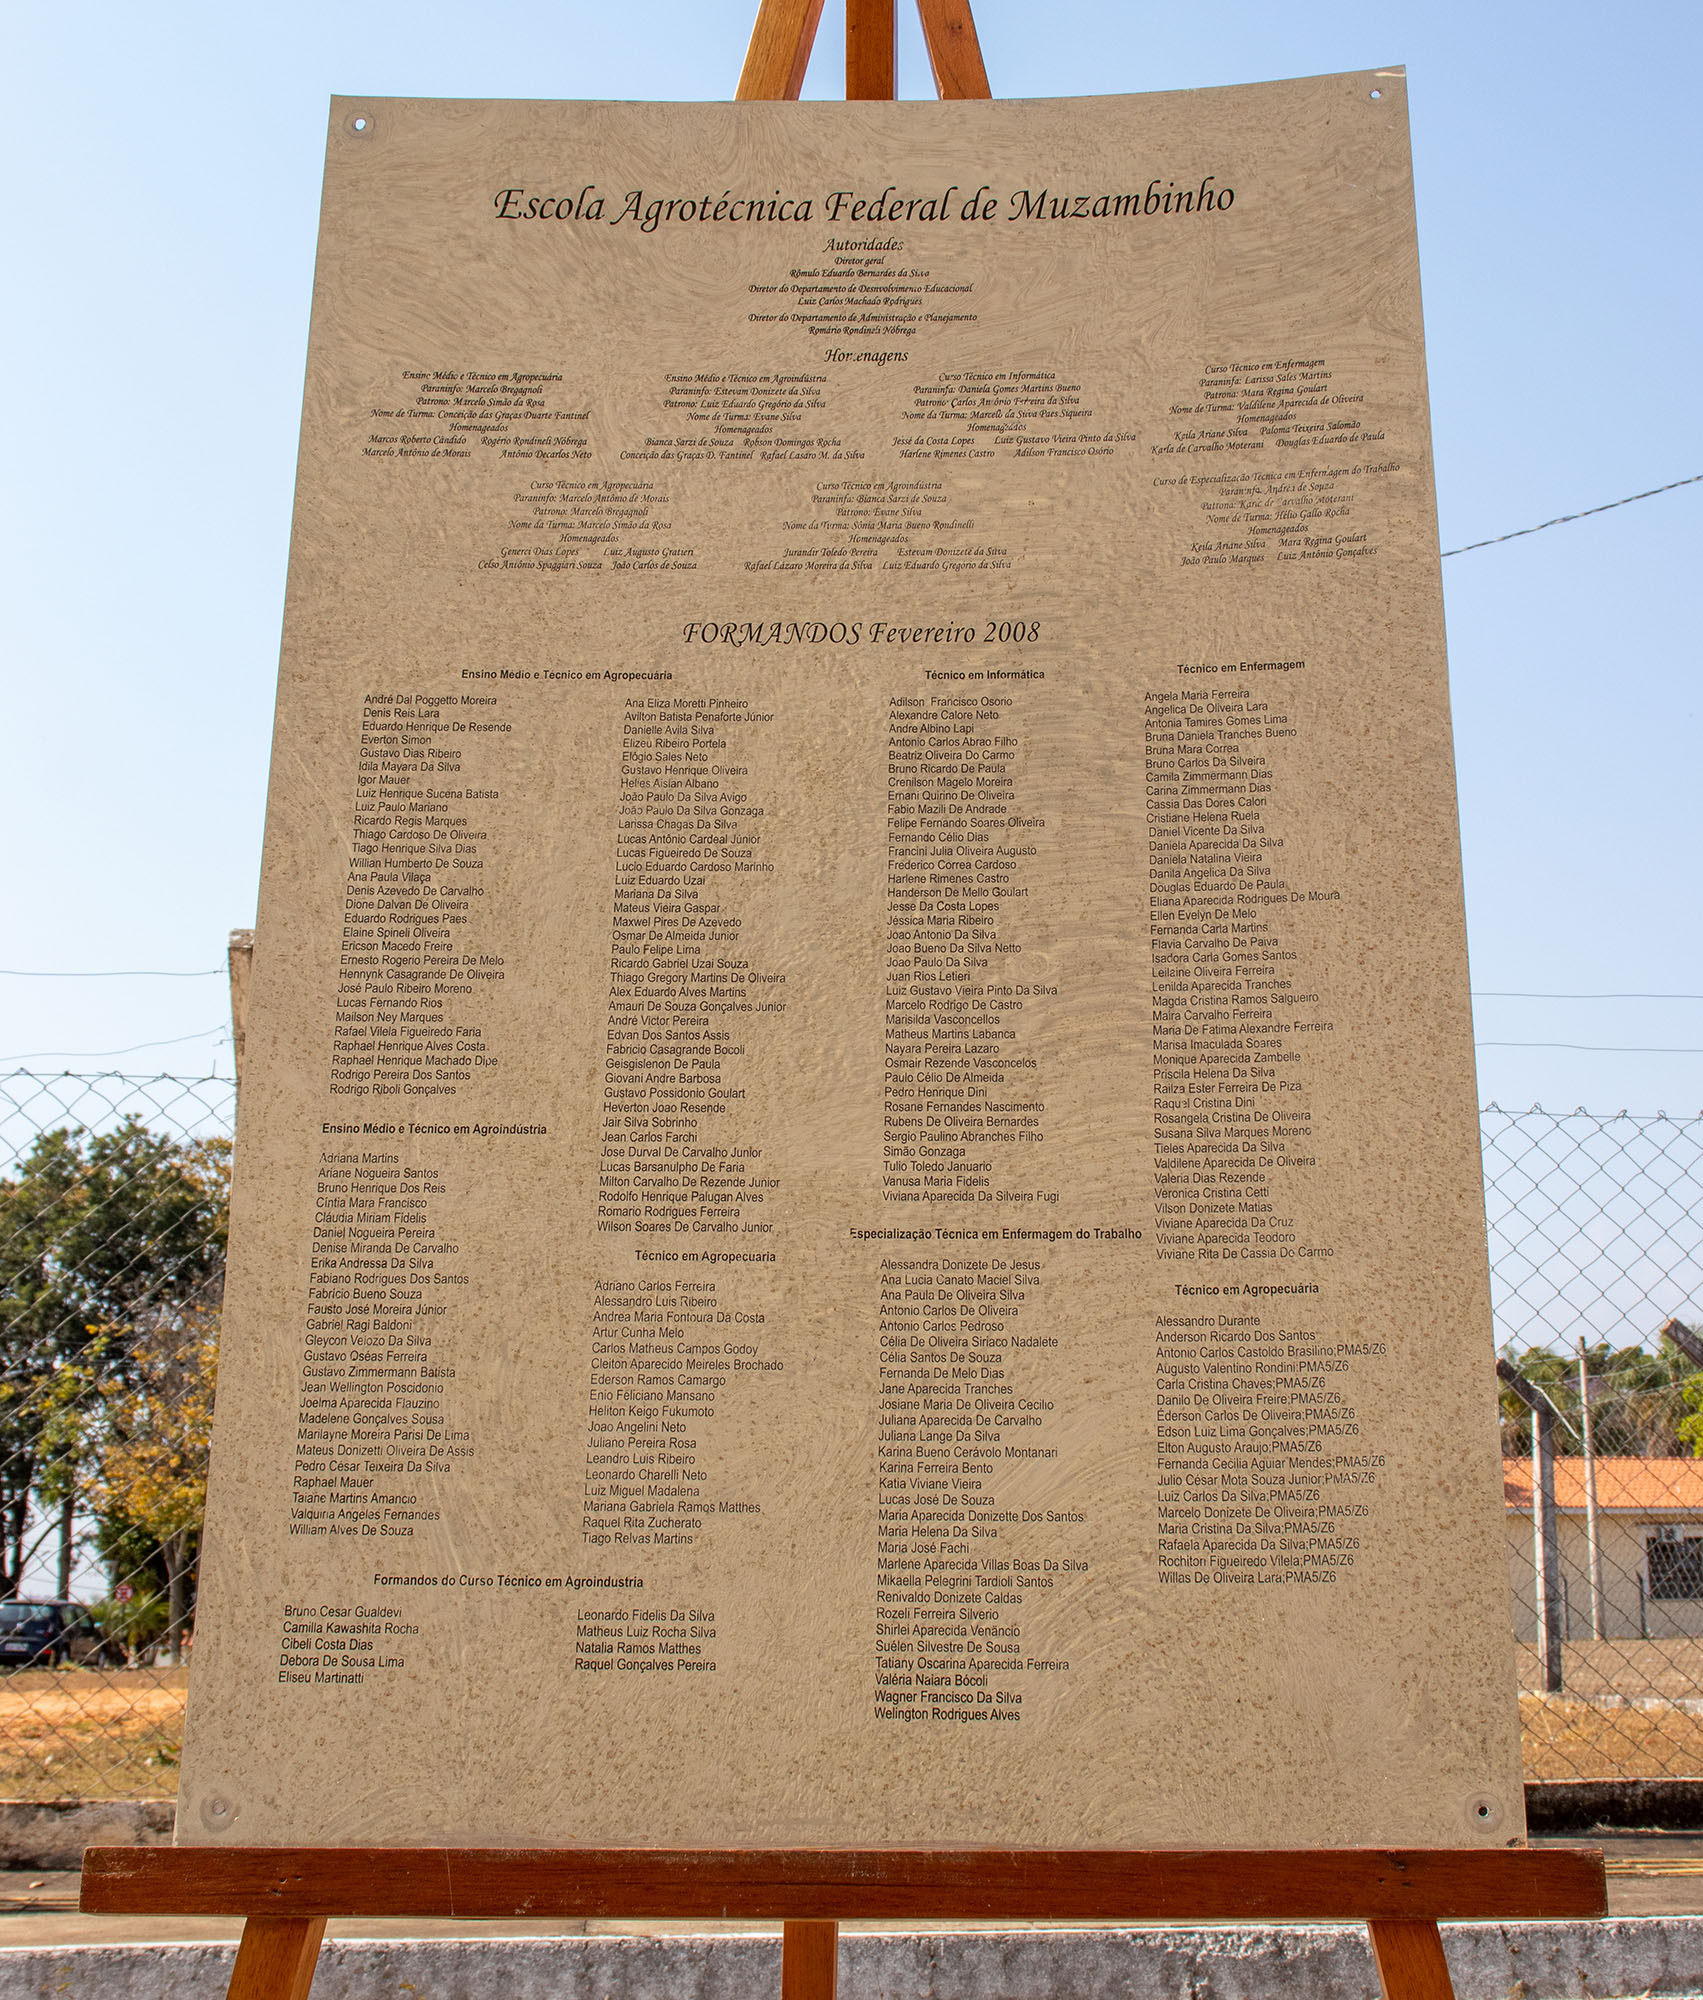 Escola Agrotécnica Federal de Muzambinho
Autoridades
Diretor geral
Rômulo Eduardo Bernardes da Silva
Diretor do Departamento de Desnvolvimento Educacional
Luiz Carlos Machado Rodrigues
Diretor do Departamento de Administração e Planejamento
Romário Rondineli Nóbrega
Homenagens
Ensino Médio e Técnico em Agropecuária
Paraninfo: Marcelo Bregagnoli
Patrono: Marcelo Simão da Rosa
Nome de Turma: Conceição das Graças Duarte Fantinel
Homenageados
Marcos Roberto Cândido Rogério Rondineli Nóbrega
Marcelo Antônio de Morais Antônio Decarlos Neto
Ensino Médio e Técnico em Agroindústria
Paraninfo: Estevam Donizete da Silva
Patrono: Luiz Eduardo Gregório da Silva
Nome de Turma: Evane Silva
Homenageados
Bianca Sarzi de Souza Robson Domingos Rocha
Conceição das Graças D. Fantinel Rafael Lasáro M. da Silva
Curso Técnico em Informática
Paraninfa: Daniela Gomes Martins Bueno
Patrono: Carlos Antônio Ferreira da Silva
Nome da Turma: Marcelo da Silva Paes Siqueira
Homenageados
Jessé da Costa Lopes Luiz Gustavo Vieira Pinto da Silva
Harlene Rimenes Castro Adilson Francisco Osório
Curso Técnico em Enfermagem
Paraninfa: Larissa Sales Martins
Patrona: Mara Regina Goulart
Nome de Turma: Valdilene Aparecida de Oliveira
Homenageados
Keila Ariane Silva Paloma Teixeira Salomão
Karla de Carvalho Moterani Douglas Eduardo de Paula
Curso Técnico em Agropecuária
Paraninfo: Marcelo Antônio de Morais
Patrono: Marcelo Bregagnoli
Nome da Turma: Marcelo Simão da Rosa
Homenageados
Generci Dias Lopes Luiz Augusto Gratieri
Celso Antônio Spaggiari Souza João Carlos de Souza
Curso Técnico em Agroindústria
Paraninfa: Bianca Sarzi de Souza
Patrono: Evane Silva
Nome da Turma: Sônia Maria Bueno Rondinelli
Homenageados
Jurandir Toledo Pereira Estevam Donizete da Silva
Rafael Lázaro Moreira da Silva Luiz Eduardo Gregorio da Silva
Curso de Especialização Técnica em Enfermagem do Trabalho
Paraninfa: Andréa de Souza
Patrona: Karla de Carvalho Moterani
Nome de Turma: Hélio Gallo Rocha
Homenageados
Keila Ariane Silva Mara Regina Goulart
João Paulo Marques Luiz Antônio Gonçalves
FORMANDOS Fevereiro 2008
Ensino Médio e Técnico em Agropecuária
André Dal Poggetto Moreira
Denis Reis Lara
Eduardo Henrique De Resende
Everton Simon
Gustavo Dias Ribeiro
Idila Mayara Da Silva
Igor Mauer
Luiz Henrique Sucena Batista
Luiz Paulo Mariano
Ricardo Regis Marques
Thiago Cardoso De Oliveira
Tiago Henrique Silva Dias
Willian Humberto De Souza
Ana Paula Vilaça
Denis Azevedo De Carvalho
Dione Dalvan De Oliveira
Eduardo Rodrigues Paes
Elaine Spineli Oliveira
Ericson Macedo Freire
Ernesto Rogerio Pereira De Melo
Hennynk Casagrande De Oliveira
José Paulo Ribeiro Moreno
Lucas Fernando Rios
Mailson Ney Marques
Rafael Vilela Figueiredo Faria
Raphael Henrique Alves Costa
Raphael Henrique Machado Dipe
Rodrigo Pereira Dos Santos
Rodrigo Riboli Gonçalves
Ana Eliza Moretti Pinheiro
Avilton Batista Penaforte Júnior
Danielle Avila Silva
Elizeu Ribeiro Portela
Elógio Sales Neto
Gustavo Henrique Oliveira
Helies Aisian Albano
João Paulo Da Silva Avigo
João Paulo Da Silva Gonzaga
Larissa Chagas Da Silva
Lucas Antônio Cardeal Júnior
Lucas Figueiredo De Souza
Lucio Eduardo Cardoso Marinho
Luiz Eduardo Uzai
Mariana Da Silva
Mateus Vieira Gaspar
Maxwel Pires De Azevedo
Osmar De Almeida Junior
Paulo Felipe Lima
Ricardo Gabriel Uzai Souza
Thiago Gregory Martins De Oliveira
Alex Eduardo Alves Martins
Amauri De Souza Gonçalves Junior
André Victor Pereira
Edvan Dos Santos Assis
Fabricio Casagrande Bocoli
Geisgislenon De Paula
Giovani Andre Barbosa
Gustavo Possidonio Goulart
Heverton Joao Resende
Jair Silva Sobrinho
Jean Carlos Farchi
Jose Durval De Carvalho Junior
Lucas Barsanulpho De Faria
Milton Carvalho De Rezende Junior
Rodolfo Henrique Palugan Alves
Romario Rodrigues Ferreira
Wilson Soares De Carvalho Junior
Ensino Médio e Técnico em Agroindústria
Adriana Martins
Ariane Nogueira Santos
Bruno Henrique Dos Reis
Cíntia Mara Francisco
Cláudia Miriam Fidelis
Daniel Nogueira Pereira
Denise Miranda De Carvalho
Erika Andressa Da Silva
Fabiano Rodrigues Dos Santos
Fabrício Bueno Souza
Fausto José Moreira Júnior
Gabriel Ragi Baldoni
Gleycon Velozo Da Silva
Gustavo Oséas Ferreira
Gustavo Zimmermann Batista
Jean Wellington Poscidonio
Joelma Aparecida Flauzino
Madelene Gonçalves Sousa
Marilayne Moreira Parisi De Lima
Mateus Donizetti Oliveira De Assis
Pedro César Teixeira Da Silva
Raphael Mauer
Taiane Martins Amancio
Valquiria Angelas Fernandes
William Alves De Souza
Técnico em Agropecuaria
Adriano Carlos Ferreira
Alessandro Luis Ribeiro
Andrea Maria Fontoura Da Costa
Artur Cunha Melo
Carlos Matheus Campos Godoy
Cleiton Aparecido Meireles Brochado
Ederson Ramos Camargo
Enio Feliciano Mansano
Heliton Keigo Fukumoto
Joao Angelini Neto
Juliano Pereira Rosa
Leandro Luis Ribeiro
Leonardo Charelli Neto
Luiz Miguel Madalena
Mariana Gabriela Ramos Matthes
Raquel Rita Zucherato
Tiago Relvas Martins
Formandos do Curso Técnico em Agroindustria
Bruno Cesar Gualdevi
Camilla Kawashita Rocha
Cibeli Costa Dias
Debora De Sousa Lima
Eliseu Martinatti
Leonardo Fidelis Da Silva
Matheus Luiz Rocha Silva
Natalia Ramos Matthes
Raquel Gonçalves Pereira
Técnico em Informática
Adilson Francisco Osorio
Alexandre Calore Neto
Andre Albino Lapi
Antonio Carlos Abrao Filho
Beatriz Oliveira Do Carmo
Bruno Ricardo De Paula
Crenilson Magelo Moreira
Ernani Quirino De Oliveira
Fabio Mazili De Andrade
Felipe Fernando Soares Oliveira
Fernando Célio Dias
Francini Julia Oliveira Augusto
Frederico Correa Cardoso
Harlene Rimenes Castro
Handerson De Mello Goulart
Jesse Da Costa Lopes
Jéssica Maria Ribeiro
Joao Antonio Da Silva
Joao Bueno Da Silva Netto
Joao Paulo Da Silva
Juan Rios Letieri
Luiz Gustavo Vieira Pinto Da Silva
Marcelo Rodrigo De Castro
Marisilda Vasconcellos
Matheus Martins Labanca
Nayara Pereira Lazaro
Osmair Rezende Vasconcelos
Paulo Célio De Almeida
Pedro Henrique Dini
Rosane Fernandes Nascimento
Rubens De Oliveira Bernardes
Sergio Paulino Abranches Filho
Simão Gonzaga
Tulio Toledo Januario
Vanusa Maria Fidelis
Viviana Aparecida Da Silveira Fugi
Especialização Técnica em Enfermagem do Trabalho
Alessandra Donizete De Jesus
Ana Lucia Canato Maciel Silva
Ana Paula De Oliveira Silva
Antonio Carlos De Oliveira
Antonio Carlos Pedroso
Célia De Oliveira Siriaco Nadalete
Célia Santos De Souza
Fernanda De Melo Dias
Jane Aparecida Tranches
Josiane Maria De Oliveira Cecilio
Juliana Aparecida De Carvalho
Juliana Lange Da Silva
Karina Bueno Cerávolo Montanari
Karina Ferreira Bento
Katia Viviane Vieira
Lucas José De Souza
Maria Aparecida Donizette Dos Santos
Maria Helena Da Silva
Maria José Fachi
Marlene Aparecida Villas Boas Da Silva
Mikaella Pelegrini Tardioli Santos
Renivaldo Donizete Caldas
Rozeli Ferreira Silverio
Shirlei Aparecida Venâncio
Suélen Silvestre De Sousa
Tatiany Oscarina Aparecida Ferreira
Valéria Naiara Bócoli
Wagner Francisco Da Silva
Welington Rodrigues Alves
Técnico em Enfermagem
Angela Maria Ferreira
Angelica De Oliveira Lara
Antonia Tamires Gomes Lima
Bruna Daniela Tranches Bueno
Bruna Mara Correa
Bruno Carlos Da Silveira
Camila Zimmermann Dias
Carina Zimmermann Dias
Cassia Das Dores Calori
Cristiane Helena Ruela
Daniel Vicente Da Silva
Daniela Aparecida Da Silva
Daniela Natalina Vieira
Danila Angelica Da Silva
Douglas Eduardo De Paula
Eliana Aparecida Rodrigues De Moura
Ellen Evelyn De Melo
Fernanda Carla Martins
Flavia Carvalho De Paiva
Isadora Carla Gomes Santos
Leilaine Oliveira Ferreira
Lenilda Aparecida Tranches
Magda Cristina Ramos Salgueiro
Maira Carvalho Ferreira
Maria De Fatima Alexandre Ferreira
Marisa Imaculada Soares
Monique Aparecida Zambelle
Priscila Helena Da Silva
Railza Ester Ferreira De Piza
Raquel Cristina Dini
Rosangela Cristina De Oliveira
Susana Silva Marques Moreno
Tieles Aparecida Da Silva
Valdilene Aparecida De Oliveira
Valeria Dias Rezende
Veronica Cristina Cetti
Vilson Donizete Matias
Viviane Aparecida Da Cruz
Viviane Aparecida Teodoro
Viviane Rita De Cassia Do Carmo
Técnico em Agropecuária
Alessandro Durante
Anderson Ricardo Dos Santos
Antonio Carlos Castoldo Brasilino;PMA5/Z6
Augusto Valentino Rondini;PMA5/Z6
Carla Cristina Chaves;PMA5/Z6
Danilo De Oliveira Freire;PMA5/Z6
Éderson Carlos De Oliveira;PMA5/Z6
Edson Luiz Lima Gonçalves;PMA5/Z6
Elton Augusto Araujo;PMA5/Z6
Fernanda Cecilia Aguiar Mendes;PMA5/Z6
Julio César Mota Souza Junior;PMA5/Z6
Luiz Carlos Da Silva;PMA5/Z6
Marcelo Donizete De Oliveira;PMA5/Z6
Maria Cristina Da Silva;PMA5/Z6
Rafaela Aparecida Da Silva;PMA5/Z6
Rochiton Figueiredo Vilela;PMA5/Z6
Willas De Oliveira Lara;PMA5/Z6